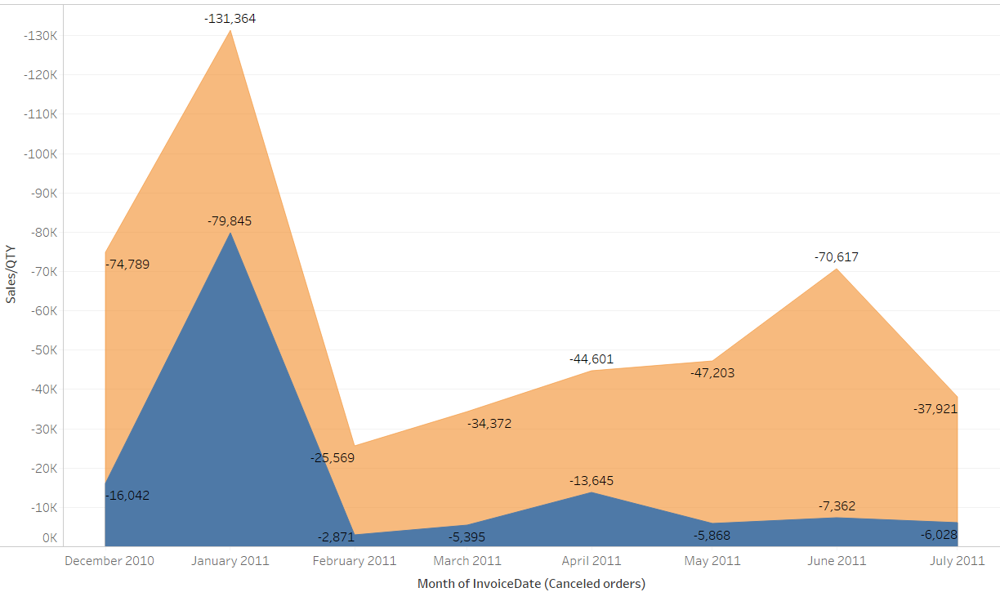 -131,364
-130K
-120K
-110K
-100K
-90K
-79,845
-80K
-70,617
-74,789
-70K
Sales/QTY
-60K
-50K
-44,601
-47,203
-40K
-37,921
-34,372
-30K
-25,569
-20K
-16,042
-13,645
-10K
-7,362
-2,871
-5,395
-5,868
-6,028
0K
December 2010 January 2011 February 2011 March 2011 April 2011 May 2011 June 2011 July 2011
Month of InvoiceDate (Canceled orders)